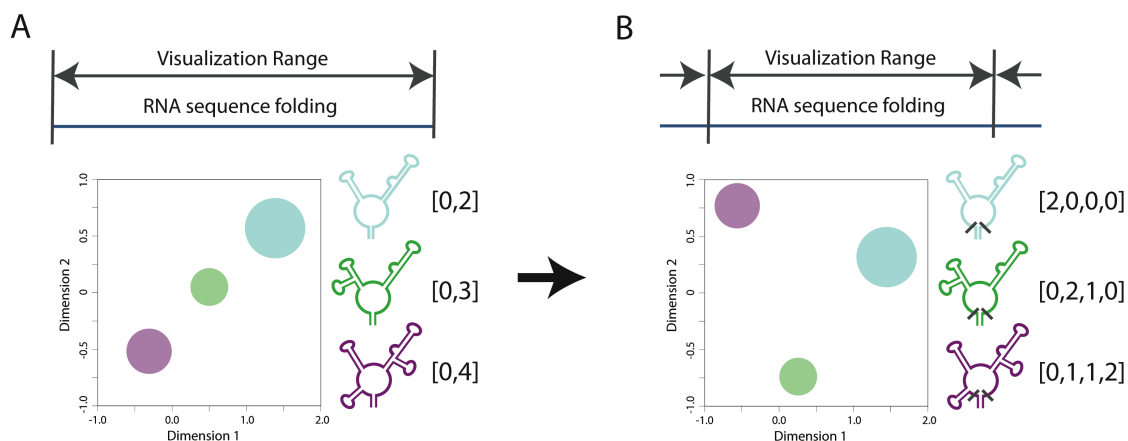 A
Visualization Range
RNA sequence folding
1.0
0.5
0
-0.5
-1.0
Dimension 2
-1.0
0.0
1.0
2.0
Dimension 1
[0,2]
[0,3]
[0,4]
B
Visualization Range
RNA sequence folding
1.0
0.5
0
-0.5
-1.0
Dimension 2
-1.0
0.0
1.0
2.0
Dimension 1
[2,0,0,0]
[0,2,1,0]
[0,1,1,2]